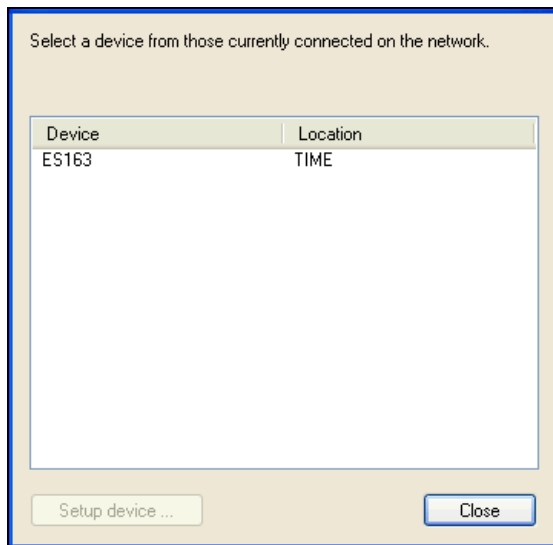 Select a device from those currently connected on the network.
Device Location
ES163 TIME
Setup device ... Close